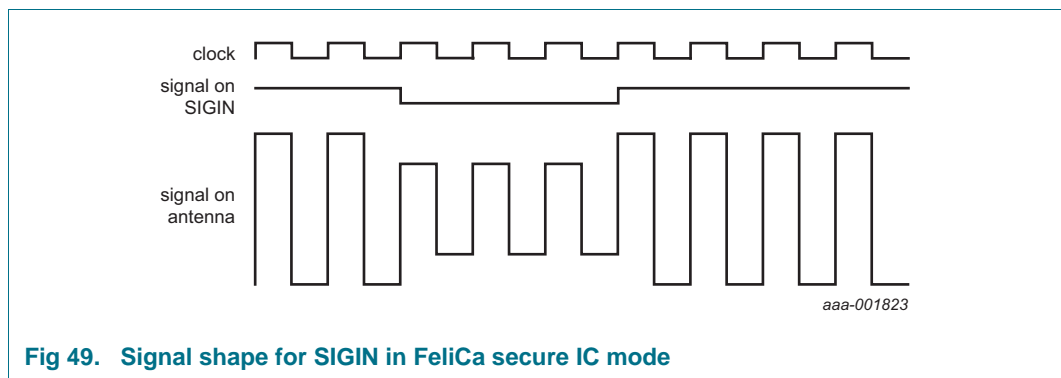 clock
signal on
SIGIN
signal on
antenna
aaa-001823
Fig 49. Signal shape for SIGIN in FeliCa secure IC mode